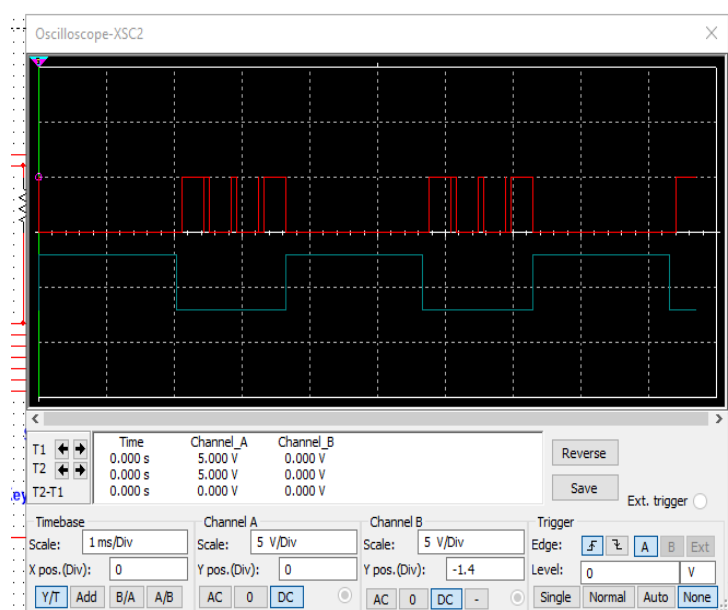 Oscilloscope-XSC2
T1
T2
T2-T1
Time Channel_A Channel_B
0.000 s 5.000 V 0.000 V
0.000 s 5.000 V 0.000 V
0.000 s 0.000 V 0.000 V
Reverse
Save
Ext. trigger
ey
Timebase
Scale: 1 ms/Div
X pos.(Div): 0
Y/T Add B/A A/B
Channel A
Scale: 5 V/Div
Y pos.(Div): 0
AC 0 DC
Channel B
Scale: 5 V/Div
Y pos.(Div): -1.4
AC 0 DC -
Trigger
Edge: A B Ext
Level: 0 V
Single Normal Auto None